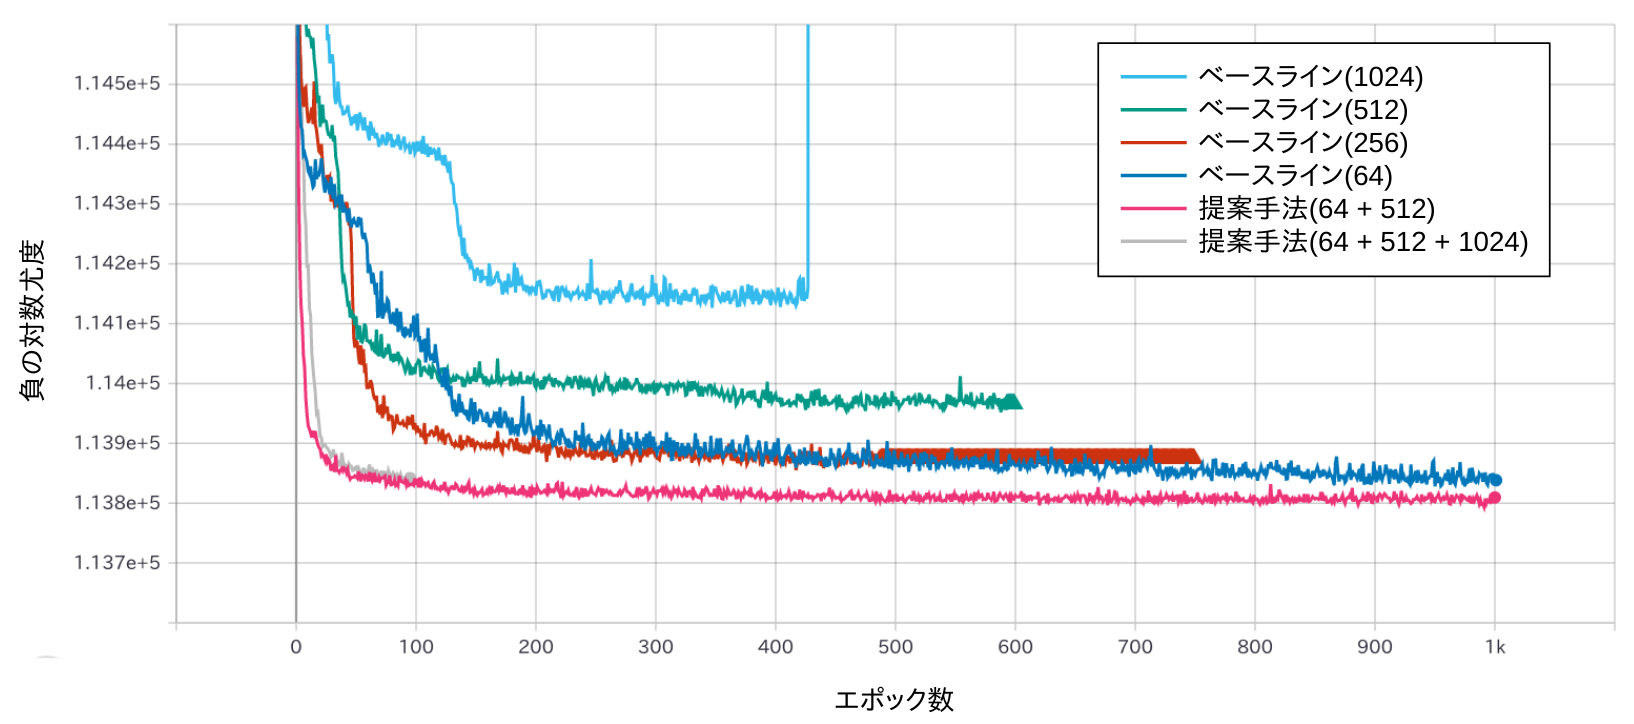 1.145e+5
1.144e+5
1.143e+5
1.142e+5
1.141e+5
1.14e+5
1.139e+5
1.138e+5
1.137e+5
負の対数尤度
ベースライン(1024)
ベースライン(512)
ベースライン(256)
ベースライン(64)
提案手法(64 + 512)
提案手法(64 + 512 + 1024)
0 100 200 300 400 500 600 700 800 900 1k
エポック数